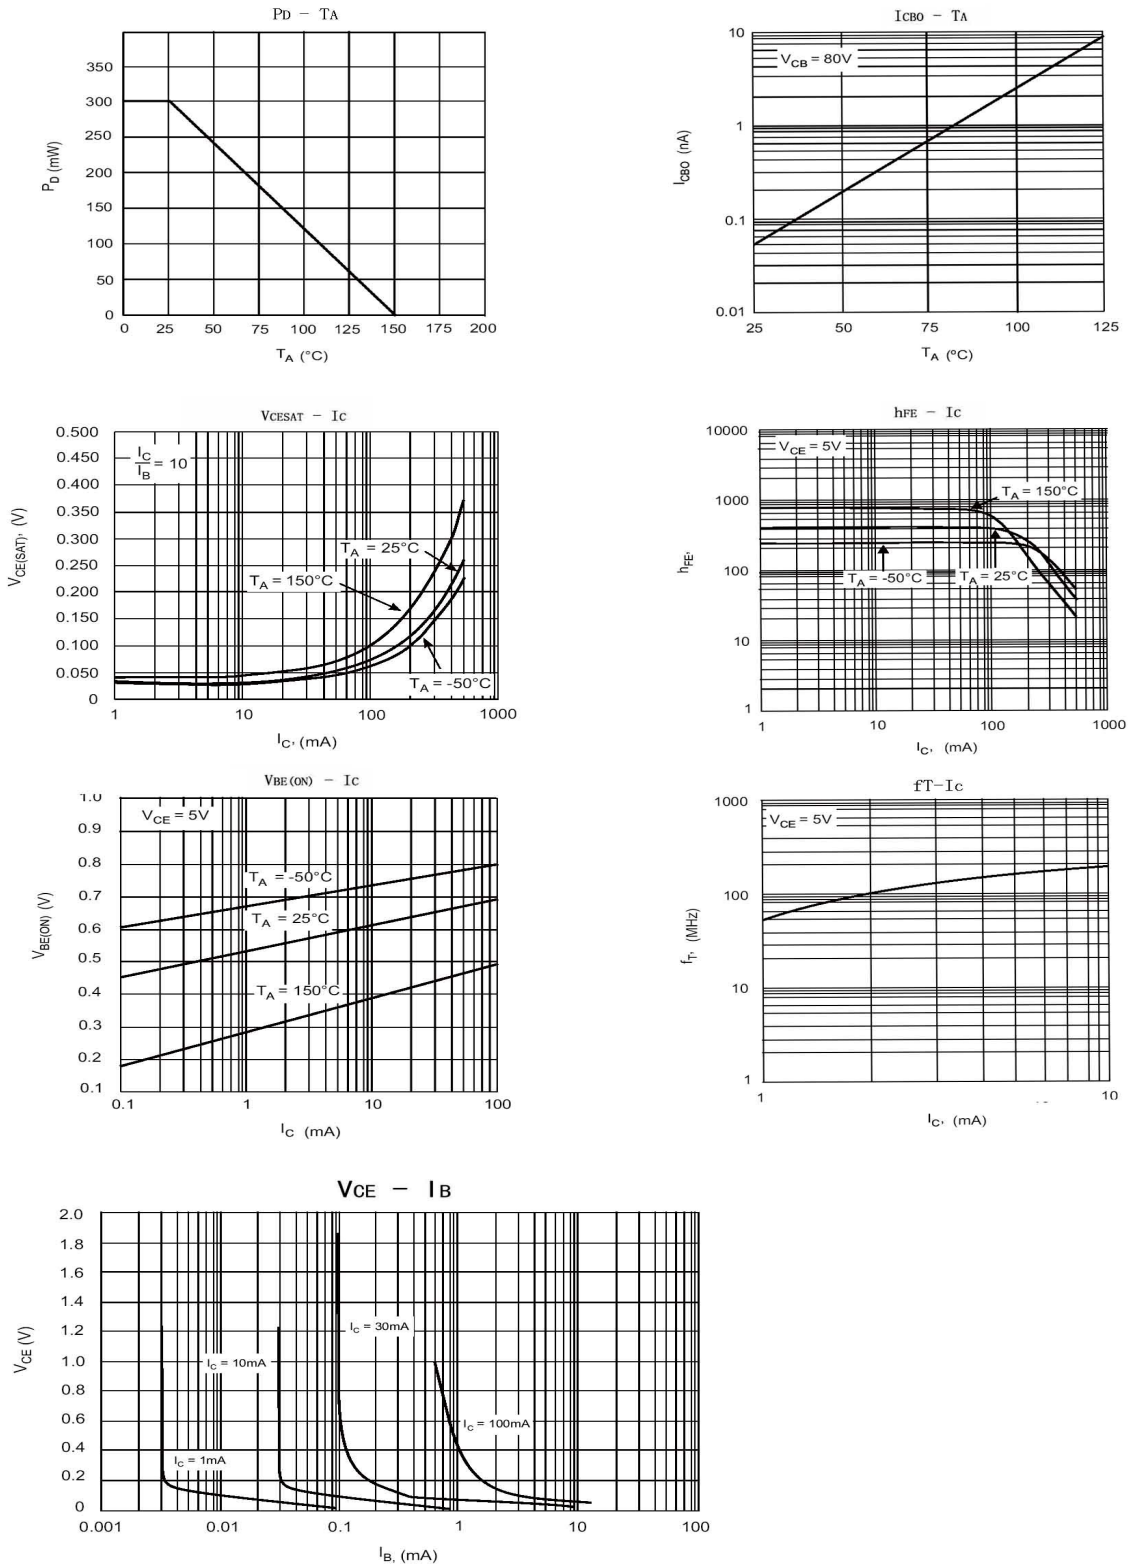 PD - TA
350
300
250
200
150
100
50
0
PD (mW)
0 25 50 75 100 125 150 175 200
TA (°C)
ICBO - TA
10
1
0.1
0.01
VCB = 80V
ICBO (nA)
25 50 75 100 125
TA (ºC)
VCESAT - Ic
0.500
0.450
0.400
0.350
0.300
0.250
0.200
0.150
0.100
0.050
0
IC
IB = 10
VCE(SAT), (V)
TA = 25°C
TA = 150°C
TA = -50°C
1 10 100 1000
IC, (mA)
hFE - Ic
10000
1000
100
10
1
VCE = 5V
hFE,
TA = 150°C
TA = -50°C
TA = 25°C
1 10 100 1000
IC, (mA)
VBE(ON) - Ic
1.0
0.9
0.8
0.7
0.6
0.5
0.4
0.3
0.2
0.1
VCE = 5V
VBE(ON) (V)
TA = -50°C
TA = 25°C
TA = 150°C
0.1 1 10 100
IC (mA)
fT-Ic
1000
100
10
1
VCE = 5V
fT, (MHz)
1 10
IC, (mA)
VCE - IB
2.0
1.8
1.6
1.4
1.2
1.0
0.8
0.6
0.4
0.2
0
VCE (V)
IC = 30mA
IC = 10mA
IC = 100mA
IC = 1mA
0.001 0.01 0.1 1 10 100
IB, (mA)